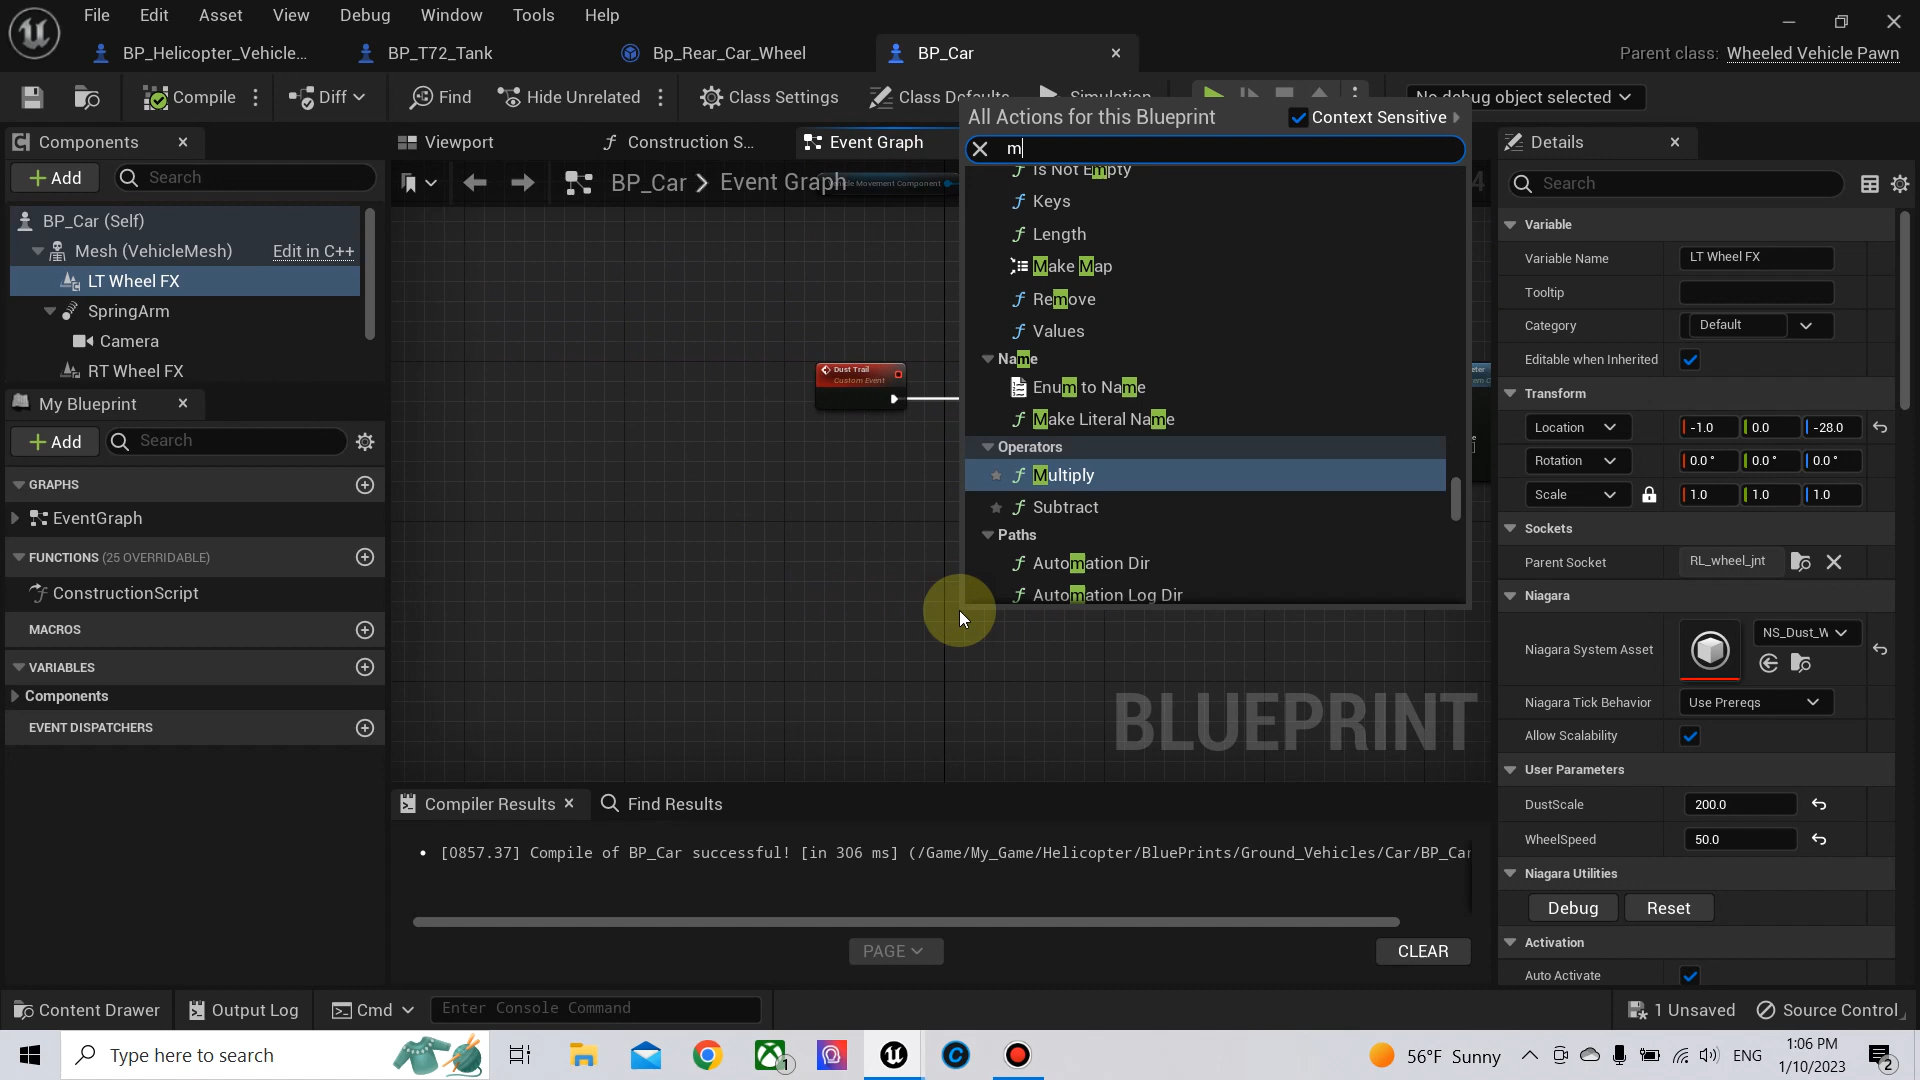 File Edit Asset View Debug Window Tools Help
BP_Helicopter_Vehicle... BP_T72_Tank Bp_Rear_Car_Wheel BP_Car Parent class: Wheeled Vehicle Pawn
Compile Diff Find Hide Unrelated Class Settings Class Defaults Simulation No debug object selected
Components Viewport Construction S... Event Graph All Actions for this Blueprint Context Sensitive Details
Add Search BP_Car Event Graph m Search
BP_Car (Self)
Mesh (VehicleMesh) Edit in C++
LT Wheel FX
SpringArm
Camera
RT Wheel FX
My Blueprint
Add Search
GRAPHS
EventGraph
FUNCTIONS (25 OVERRIDABLE)
ConstructionScript
MACROS
VARIABLES
Components
EVENT DISPATCHERS
Dust Trail
Custom Event
Is Not Empty
Keys
Length
Make Map
Remove
Values
Name
Enum to Name
Make Literal Name
Operators
Multiply
Subtract
Paths
Automation Dir
Automation Log Dir
BLUEPRINT
Variable
Variable Name LT Wheel FX
Tooltip
Category Default
Editable when Inherited
Transform
Location -1.0 0.0 -28.0
Rotation 0.0 ° 0.0 ° 0.0 °
Scale 1.0 1.0 1.0
Sockets
Parent Socket RL_wheel_jnt
Niagara
Niagara System Asset NS_Dust_W
Niagara Tick Behavior Use Prereqs
Allow Scalability
User Parameters
DustScale 200.0
WheelSpeed 50.0
Niagara Utilities
Debug Reset
Activation
Auto Activate
Compiler Results Find Results
• [0857.37] Compile of BP_Car successful! [in 306 ms] (/Game/My_Game/Helicopter/BluePrints/Ground_Vehicles/Car/BP_Car
PAGE CLEAR
Content Drawer Output Log Cmd Enter Console Command 1 Unsaved Source Control
Type here to search 1 56°F Sunny ENG 1:06 PM
1/10/2023 2